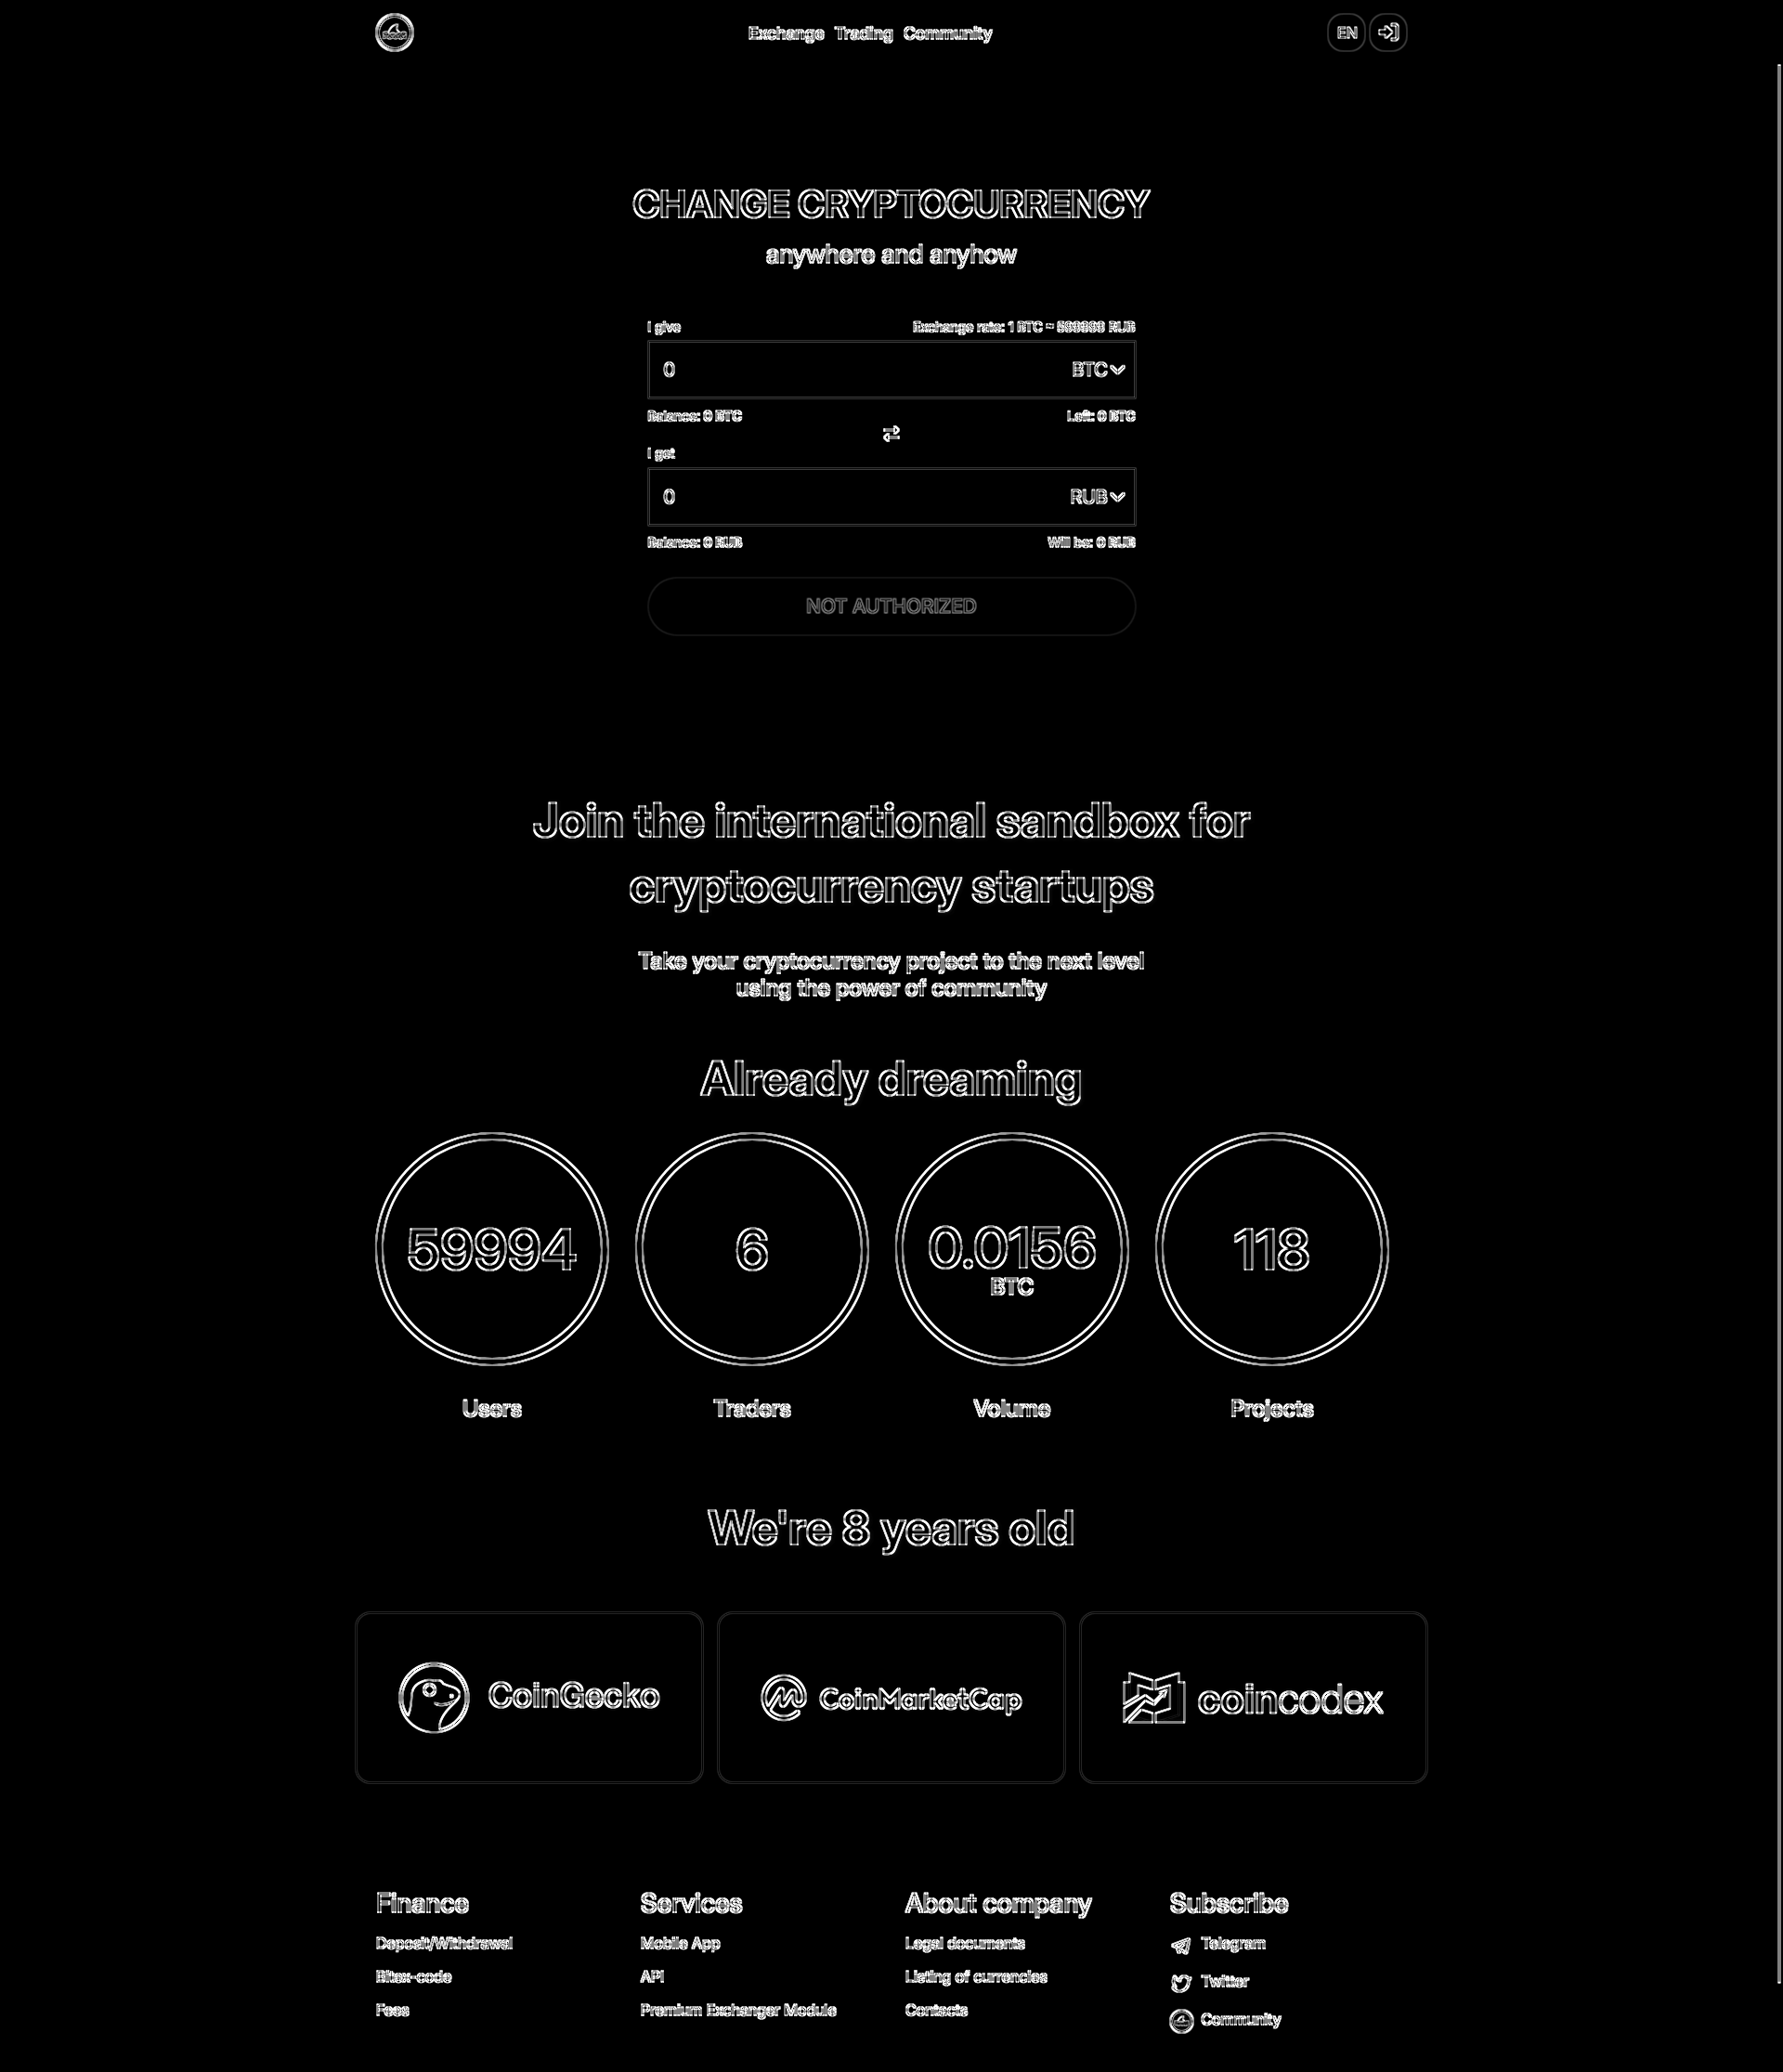 Exchange Trading Community
EN
CHANGE CRYPTOCURRENCY
anywhere and anyhow
I give
Exchange rate: 1 BTC ~ RUB
0
BTC
Balance: 0 BTC
Left: 0 BTC
I get
0
RUB
Balance: 0 RUB
Will be: 0 RUB
NOT AUTHORIZED
Join the international sandbox for
cryptocurrency startups
Take your cryptocurrency project to the next level
using the power of community
Already dreaming
59994
6
0.0156
BTC
118
Users
Traders
Volume
Projects
We're 8 years old
CoinGecko
CoinMarketCap
coincodex
Finance
Deposit/Withdrawal
Bitex-code
Fees
Services
Mobile App
API
Premium Exchanger Module
About company
Legal documents
Listing of currencies
Contacts
Subscribe
Telegram
Twitter
Community